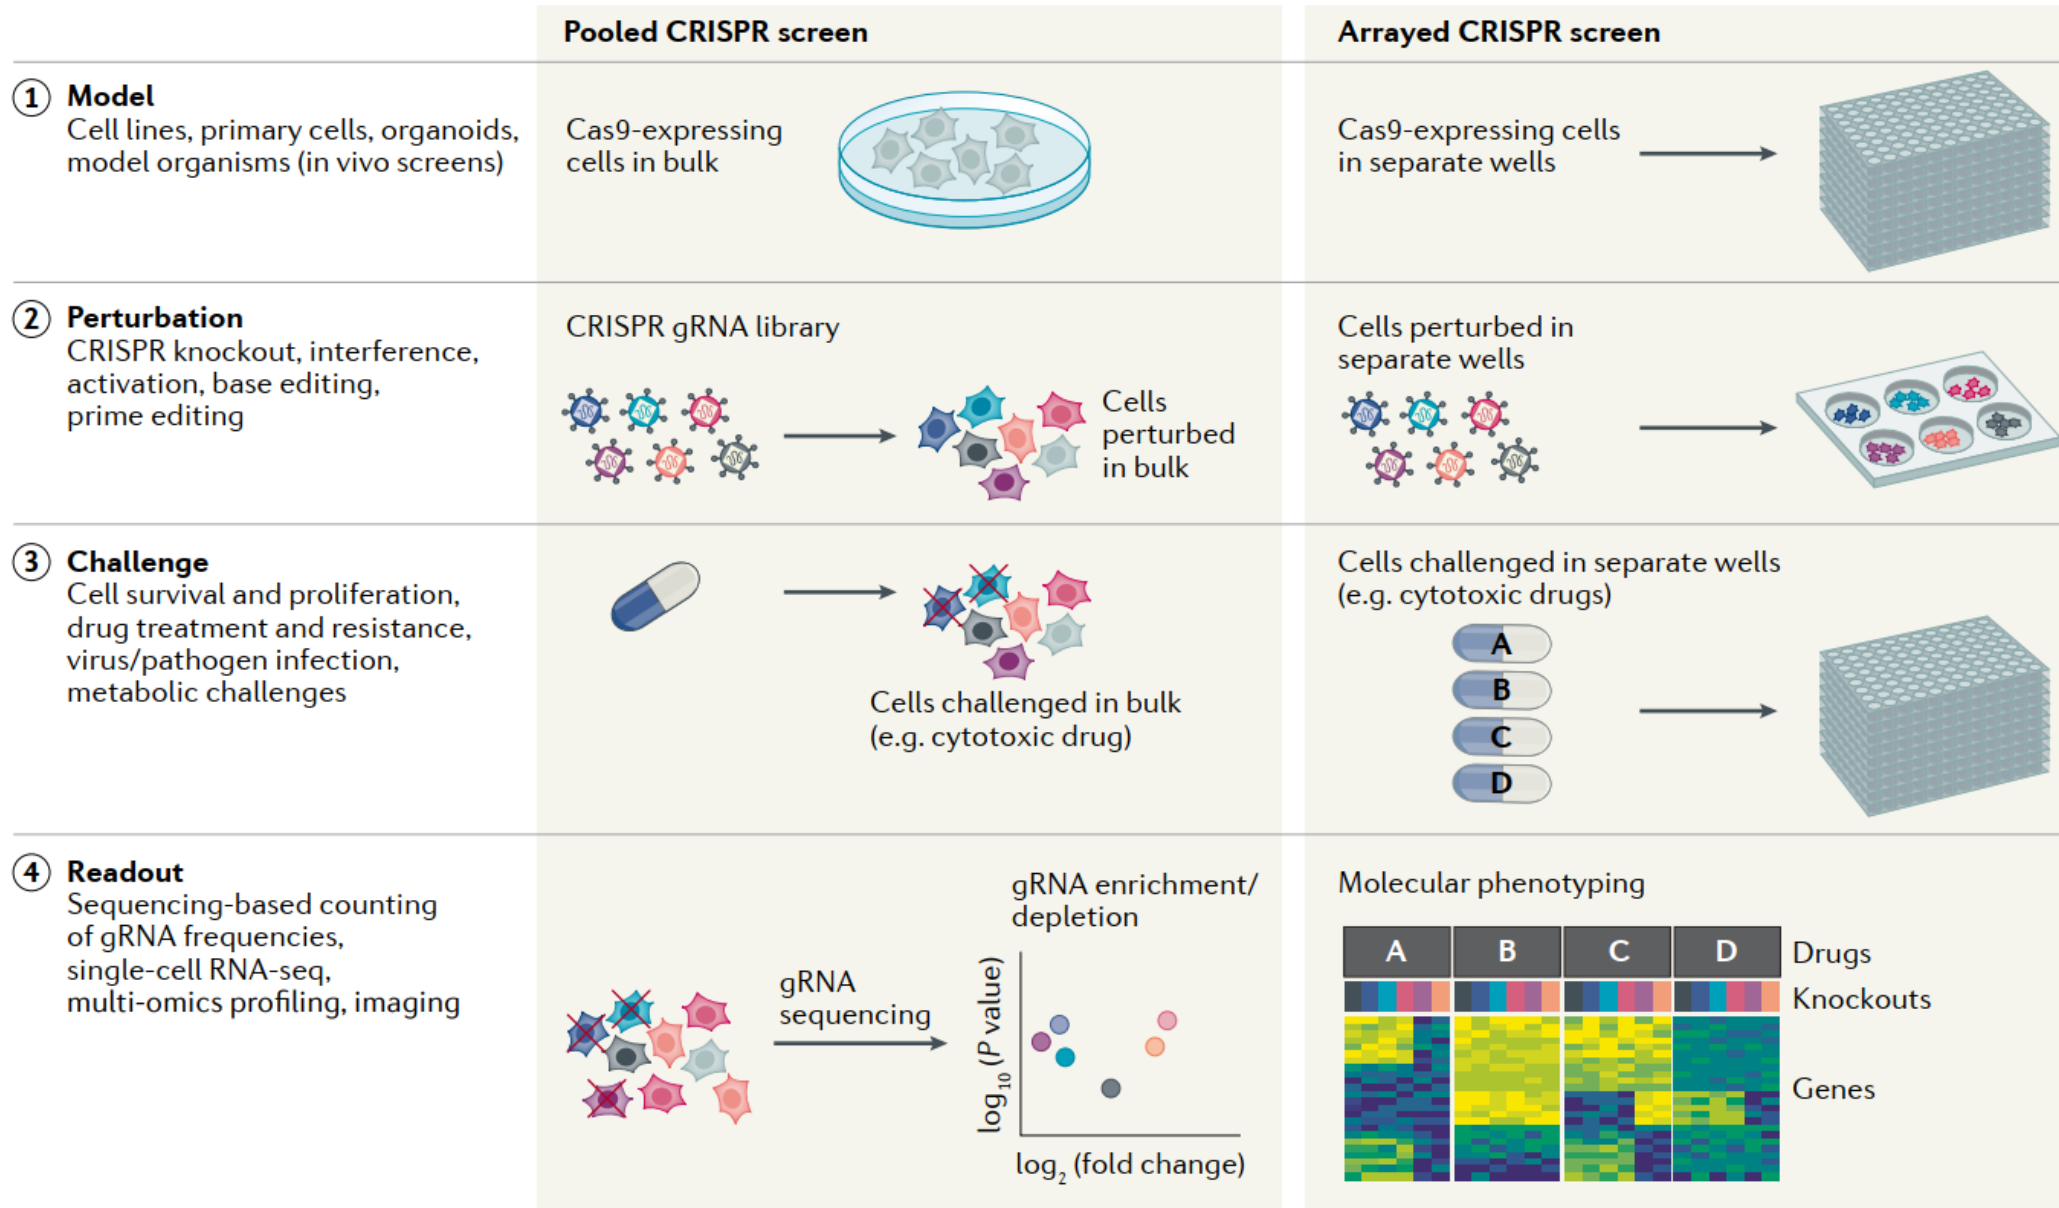 Pooled CRISPR screen
Arrayed CRISPR screen
1 Model
Cell lines, primary cells, organoids,
model organisms (in vivo screens)
Cas9-expressing
cells in bulk
Cas9-expressing cells
in separate wells
2 Perturbation
CRISPR knockout, interference,
activation, base editing,
prime editing
CRISPR gRNA library
Cells
perturbed
in bulk
Cells perturbed in
separate wells
3 Challenge
Cell survival and proliferation,
drug treatment and resistance,
virus/pathogen infection,
metabolic challenges
Cells challenged in bulk
(e.g. cytotoxic drug)
Cells challenged in separate wells
(e.g. cytotoxic drugs)
A
B
C
D
4 Readout
Sequencing-based counting
of gRNA frequencies,
single-cell RNA-seq,
multi-omics profiling, imaging
gRNA
sequencing
gRNA enrichment/
depletion
log10 (P value)
log2 (fold change)
Molecular phenotyping
A B C D Drugs
Knockouts
Genes